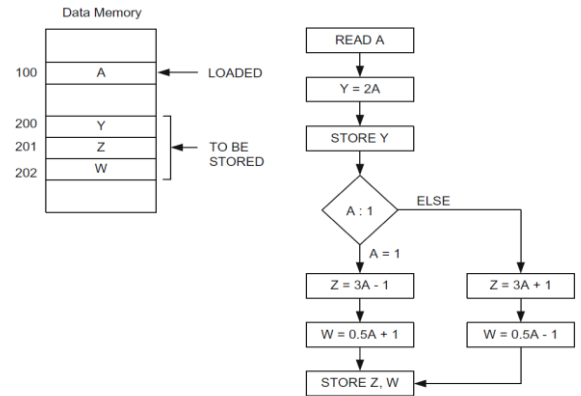 Data Memory
100 A LOADED
200 Y
201 Z TO BE STORED
202 W
READ A
Y = 2A
STORE Y
A : 1 ELSE
A = 1
Z = 3A - 1 Z = 3A + 1
W = 0.5A + 1 W = 0.5A - 1
STORE Z, W